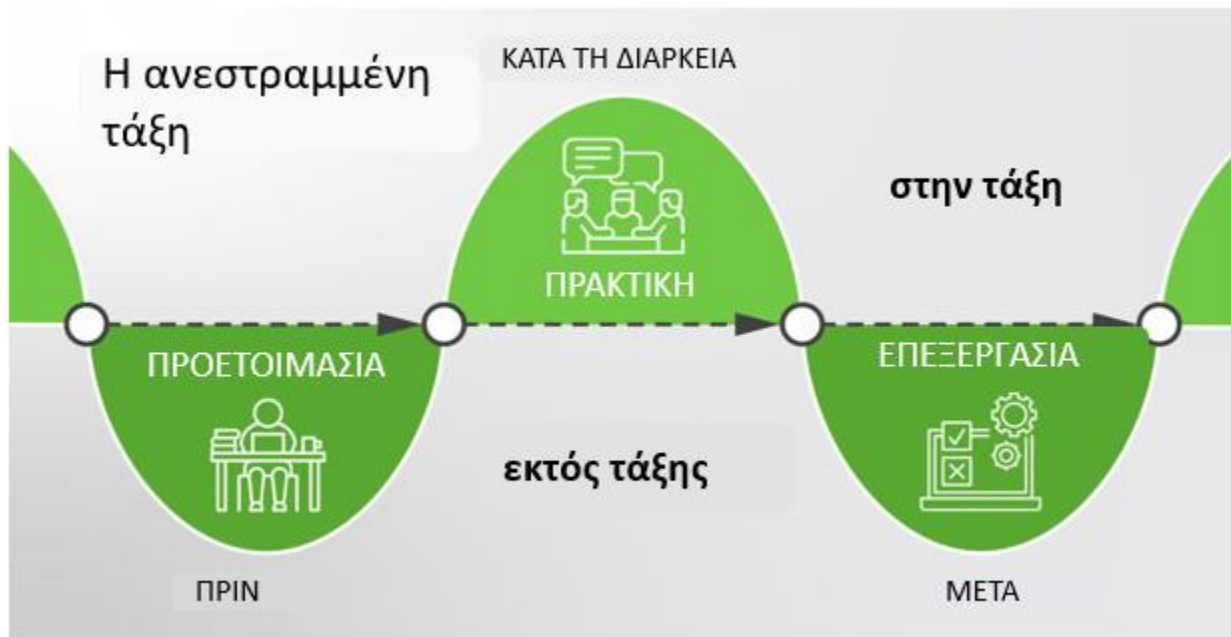 Η ανεστραμμένη
τάξη
ΚΑΤΑ ΤΗ ΔΙΑΡΚΕΙΑ
στην τάξη
ΠΡΑΚΤΙΚΗ
ΠΡΟΕΤΟΙΜΑΣΙΑ
ΕΠΕΞΕΡΓΑΣΙΑ
εκτός τάξης
ΠΡΙΝ
ΜΕΤΑ